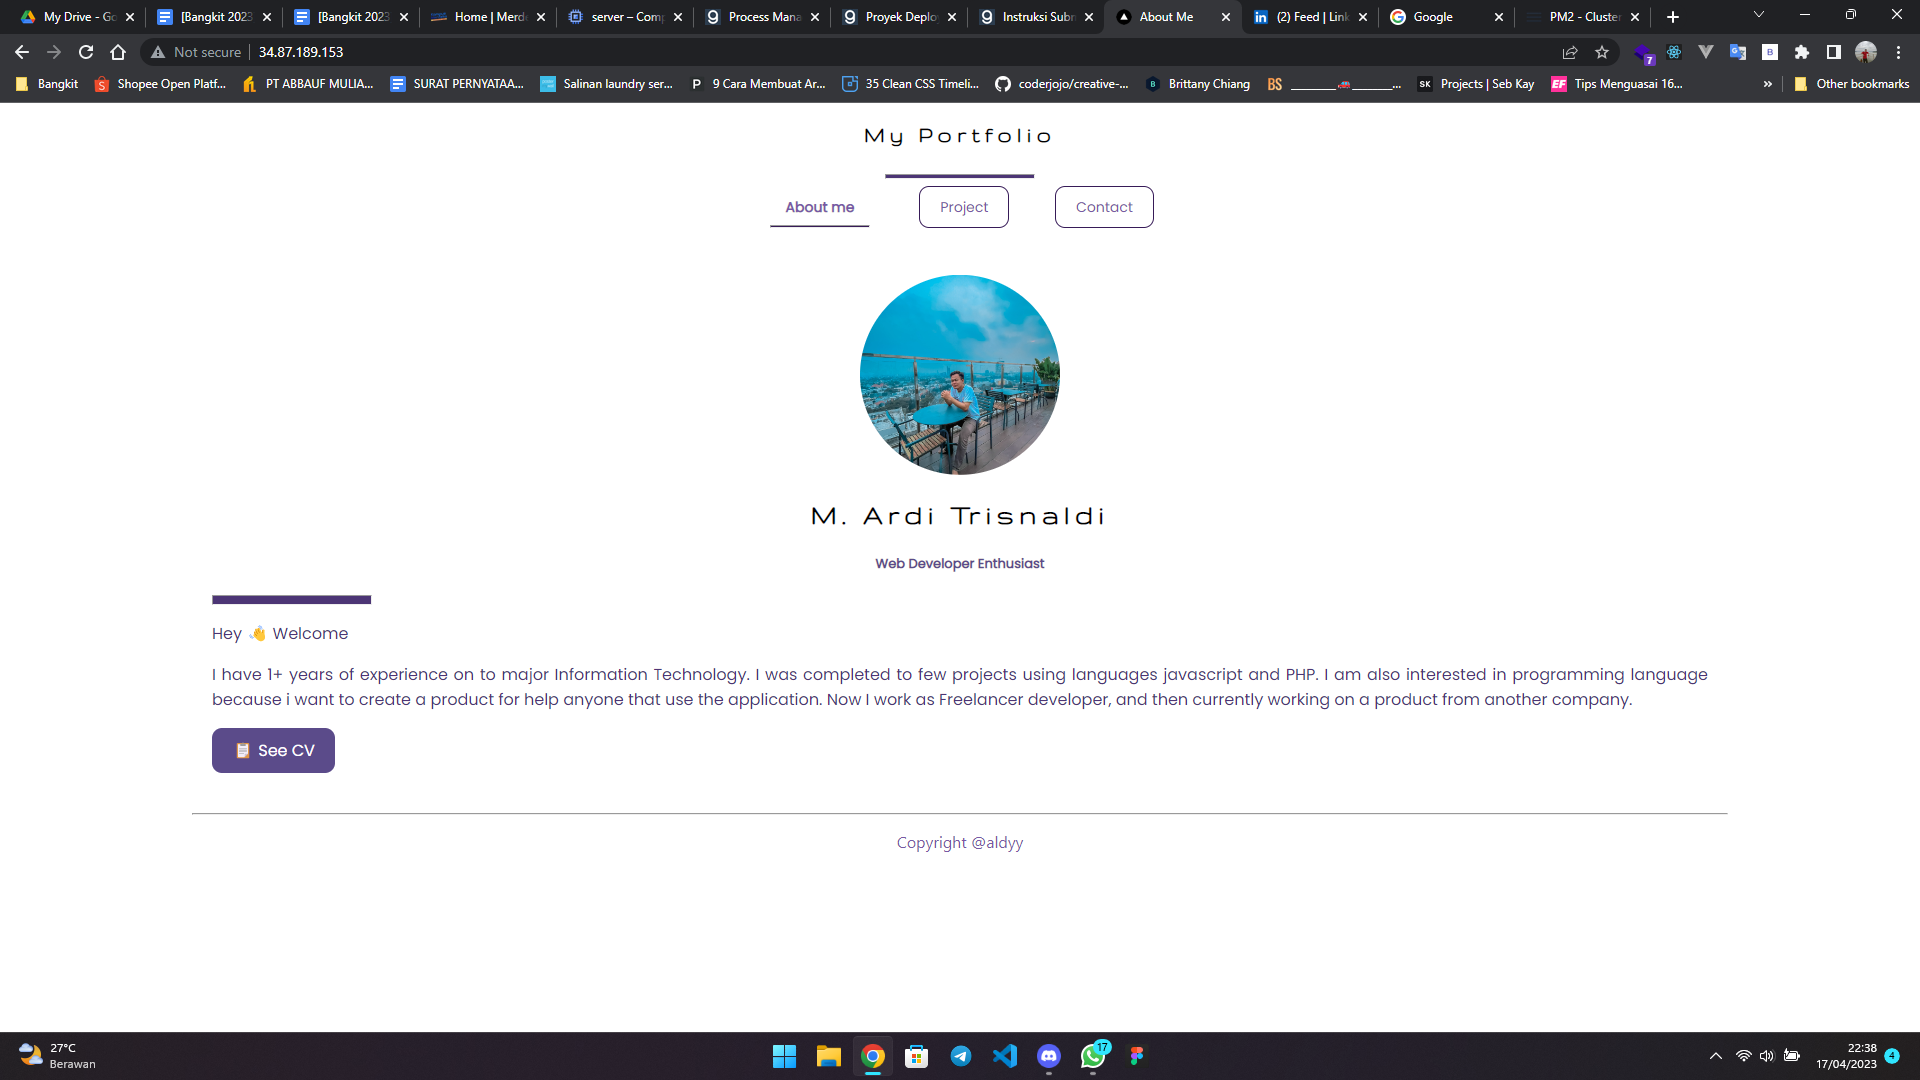 My Drive - Go
[Bangkit 2023
[Bangkit 2023
Home | Merde
server – Comp
Process Mana
Proyek Deploy
Instruksi Subm
About Me
(2) Feed | Link
Google
PM2 - Cluster
Not secure
34.87.189.153
7
Bangkit
Shopee Open Platf...
PT ABBAUF MULIA...
SURAT PERNYATAA...
Salinan laundry ser...
9 Cara Membuat Ar...
35 Clean CSS Timeli...
coderjojo/creative-...
Brittany Chiang
BS
Projects | Seb Kay
Tips Menguasai 16...
Other bookmarks
My Portfolio
About me
Project
Contact
M. Ardi Trisnaldi
Web Developer Enthusiast
Hey 👋 Welcome
I have 1+ years of experience on to major Information Technology. I was completed to few projects using languages javascript and PHP. I am also interested in programming language
because i want to create a product for help anyone that use the application. Now I work as Freelancer developer, and then currently working on a product from another company.
📋 See CV
Copyright @aldyy
27°C
Berawan
17
22:38
17/04/2023
4